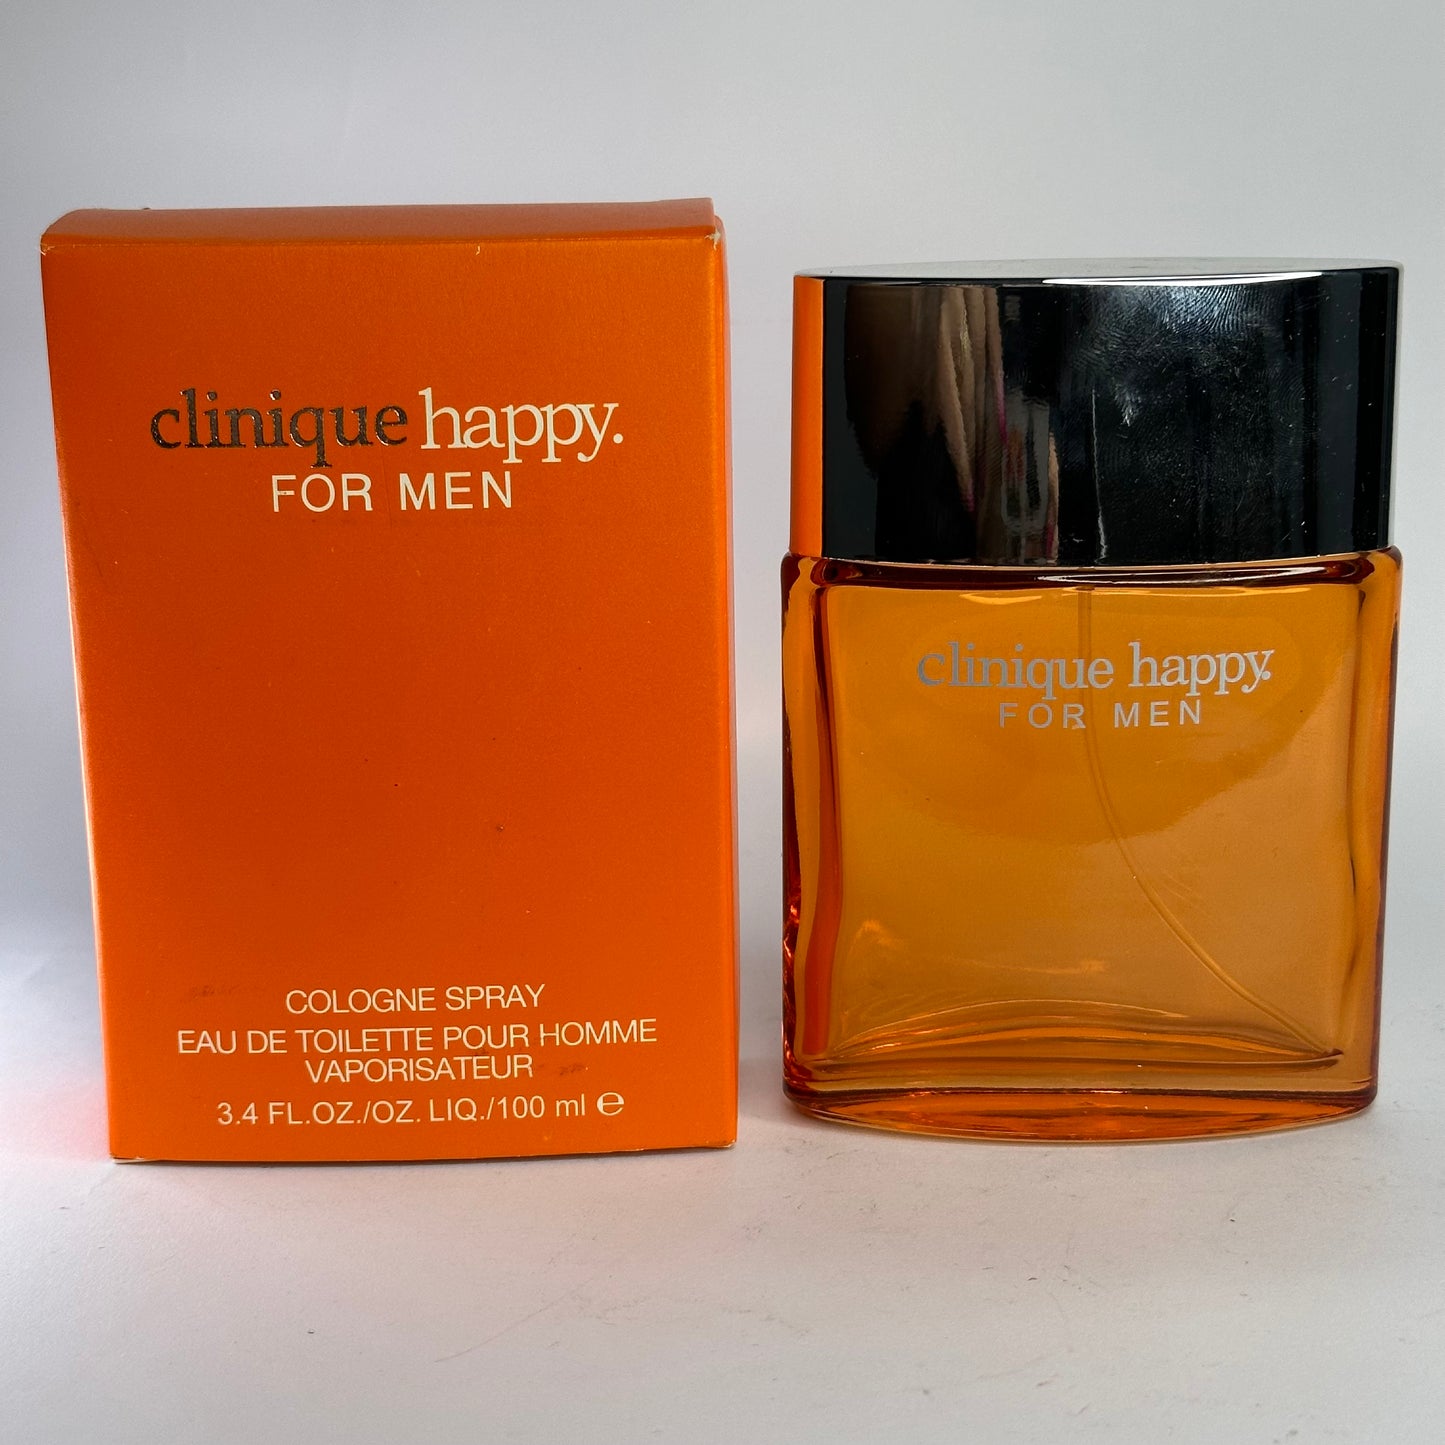 clinique happy.
FOR MEN
COLOGNE SPRAY
EAU DE TOILETTE POUR HOMME
VAPORISATEUR
3.4 FL.OZ./OZ. LIQ./100 ml ℮
clinique happy.
FOR MEN